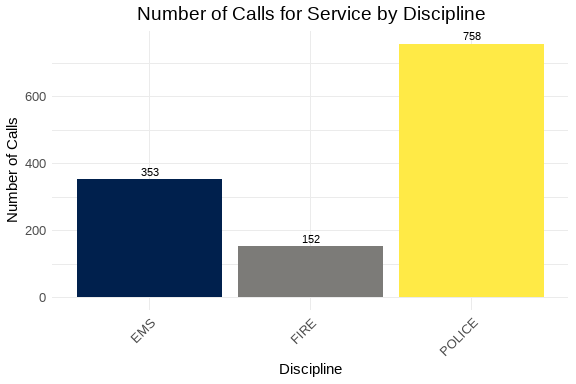 Number of Calls for Service by Discipline
758
600
Number of Calls
400
353
200
152
0
EMS
FIRE
POLICE
Discipline